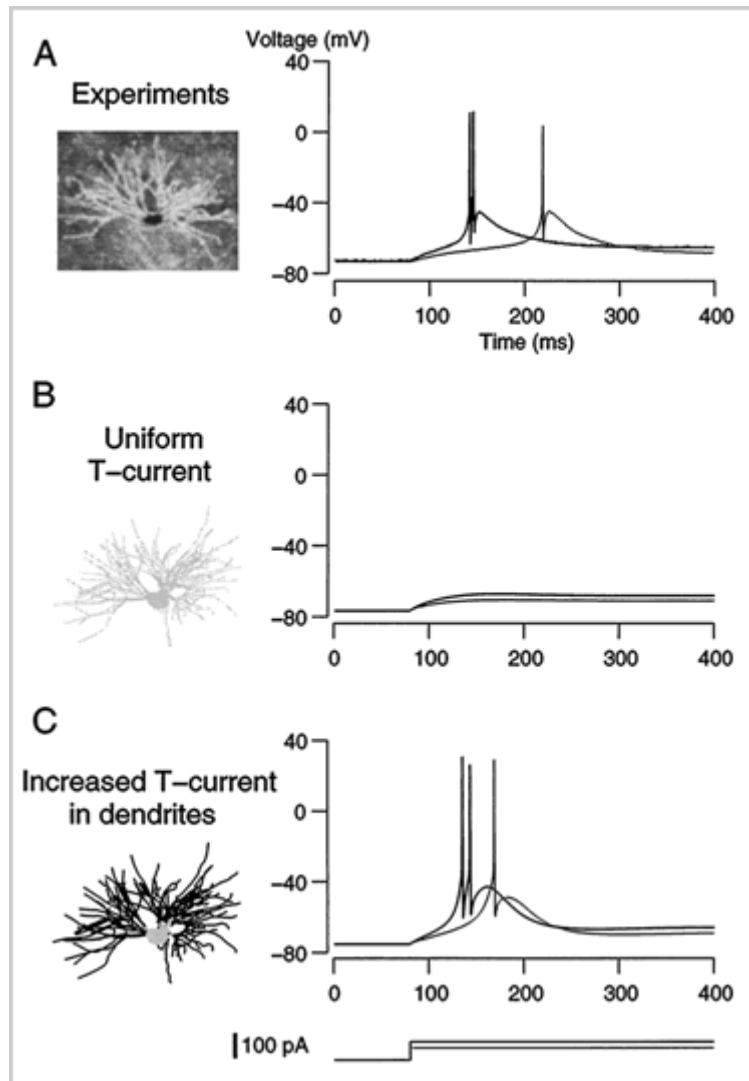 A
Experiments
Voltage (mV)
40
0
−40
−80
0 100 200 300 400
Time (ms)
B
Uniform
T−current
40
0
−40
−80
0 100 200 300 400
C
Increased T−current
in dendrites
40
0
−40
−80
0 100 200 300 400
100 pA